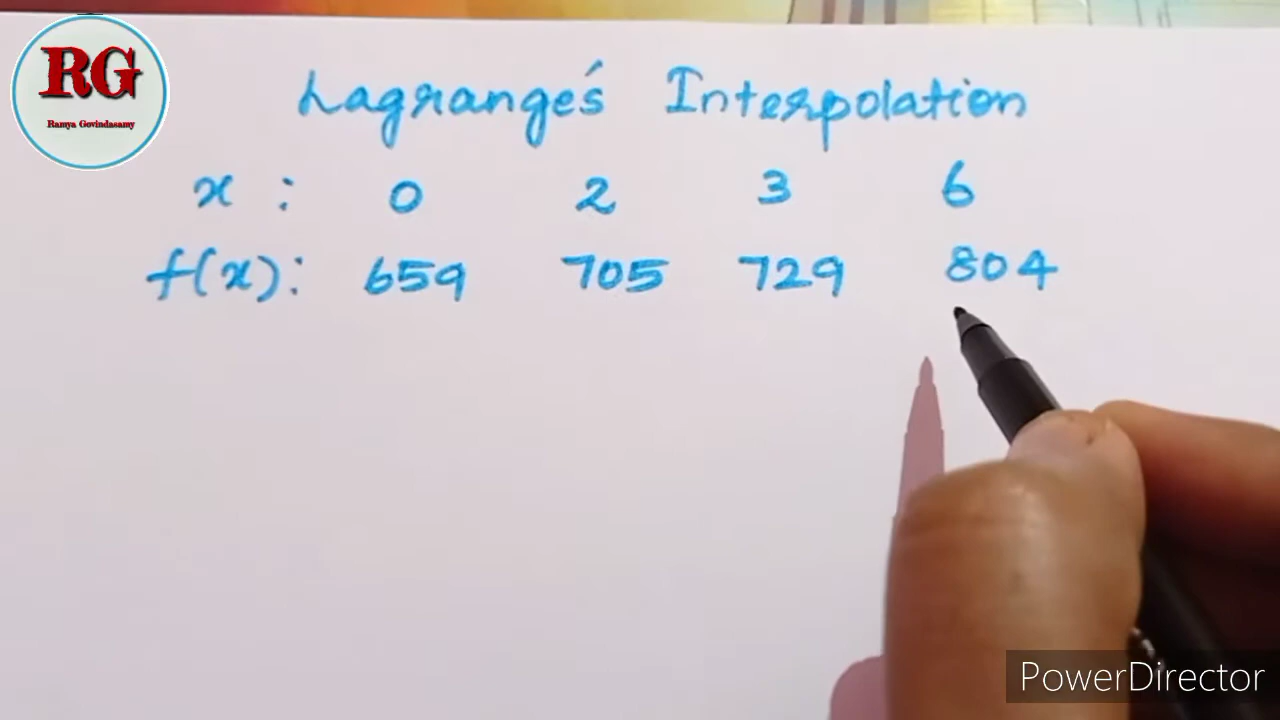 RG
Ramya Govindasamy
Lagrange's Interpolation
x : 0 2 3 6
f(x): 659 705 729 804
PowerDirector